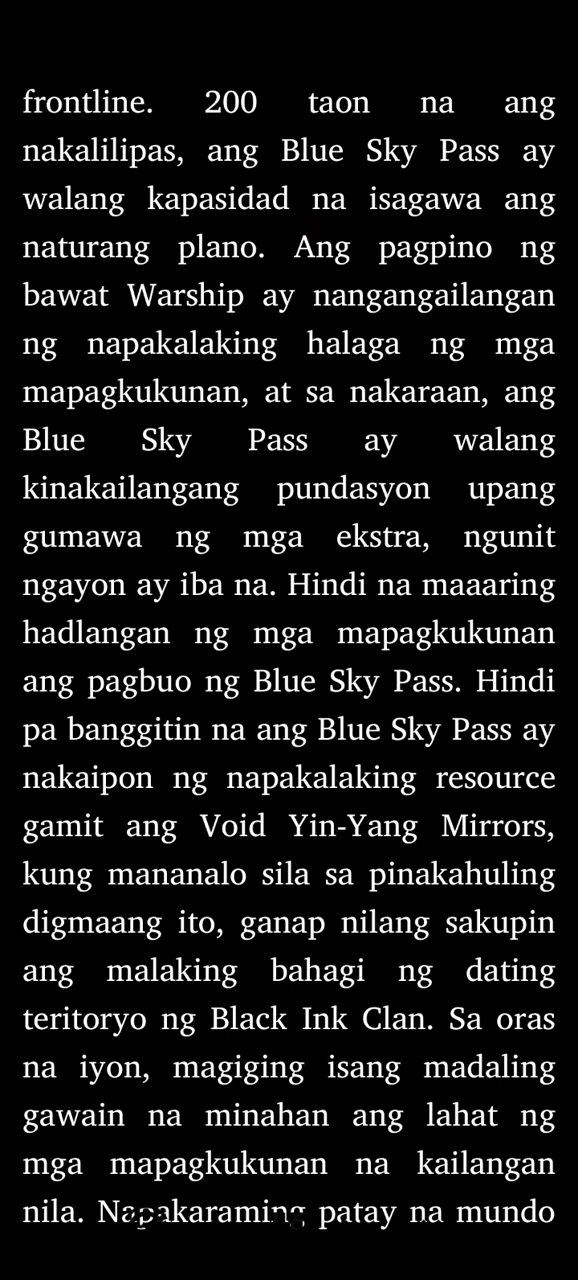 frontline. 200 taon na ang
nakalilipas, ang Blue Sky Pass ay
walang kapasidad na isagawa ang
naturang plano. Ang pagpino ng
bawat Warship ay nangangailangan
ng napakalaking halaga ng mga
mapagkukunan, at sa nakaraan, ang
Blue Sky Pass ay walang
kinakailangang pundasyon upang
gumawa ng mga ekstra, ngunit
ngayon ay iba na. Hindi na maaaring
hadlangan ng mga mapagkukunan
ang pagbuo ng Blue Sky Pass. Hindi
pa banggitin na ang Blue Sky Pass ay
nakaipon ng napakalaking resource
gamit ang Void Yin-Yang Mirrors,
kung mananalo sila sa pinakahuling
digmaang ito, ganap nilang sakupin
ang malaking bahagi ng dating
teritoryo ng Black Ink Clan. Sa oras
na iyon, magiging isang madaling
gawain na minahan ang lahat ng
mga mapagkukunan na kailangan
nila. Napakaraming patay na mundo